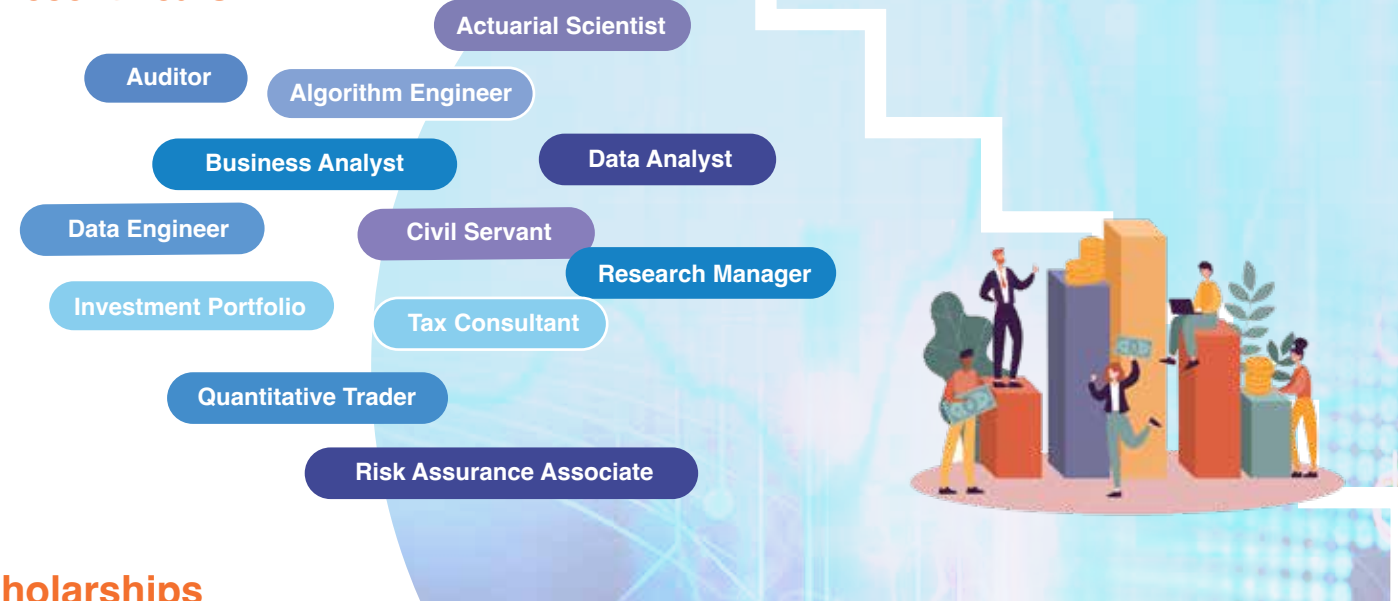 Actuarial Scientist
Auditor
Algorithm Engineer
Business Analyst
Data Analyst
Data Engineer
Civil Servant
Research Manager
Investment Portfolio
Tax Consultant
Quantitative Trader
Risk Assurance Associate
holarships